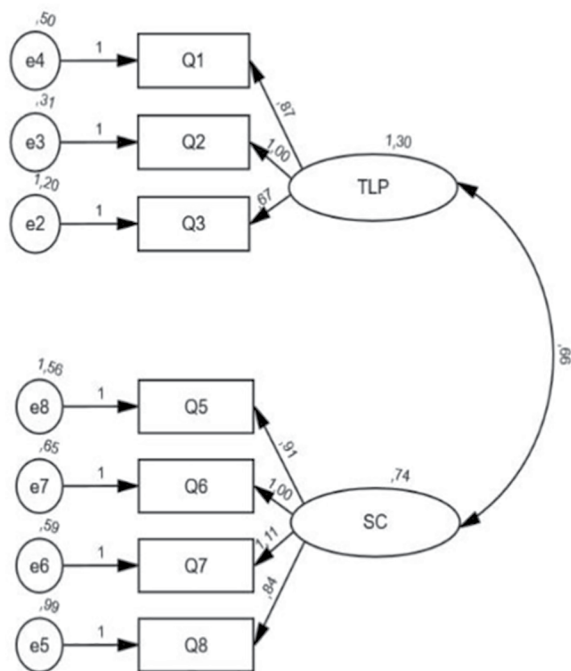 ,50
e4
1
Q1
,87
,31
e3
1
Q2
1,00
1,30
TLP
1,20
e2
1
Q3
,67
,66
1,56
e8
1
Q5
,91
,65
e7
1
Q6
1,00
,74
SC
,59
e6
1
Q7
1,11
,99
e5
1
Q8
,84